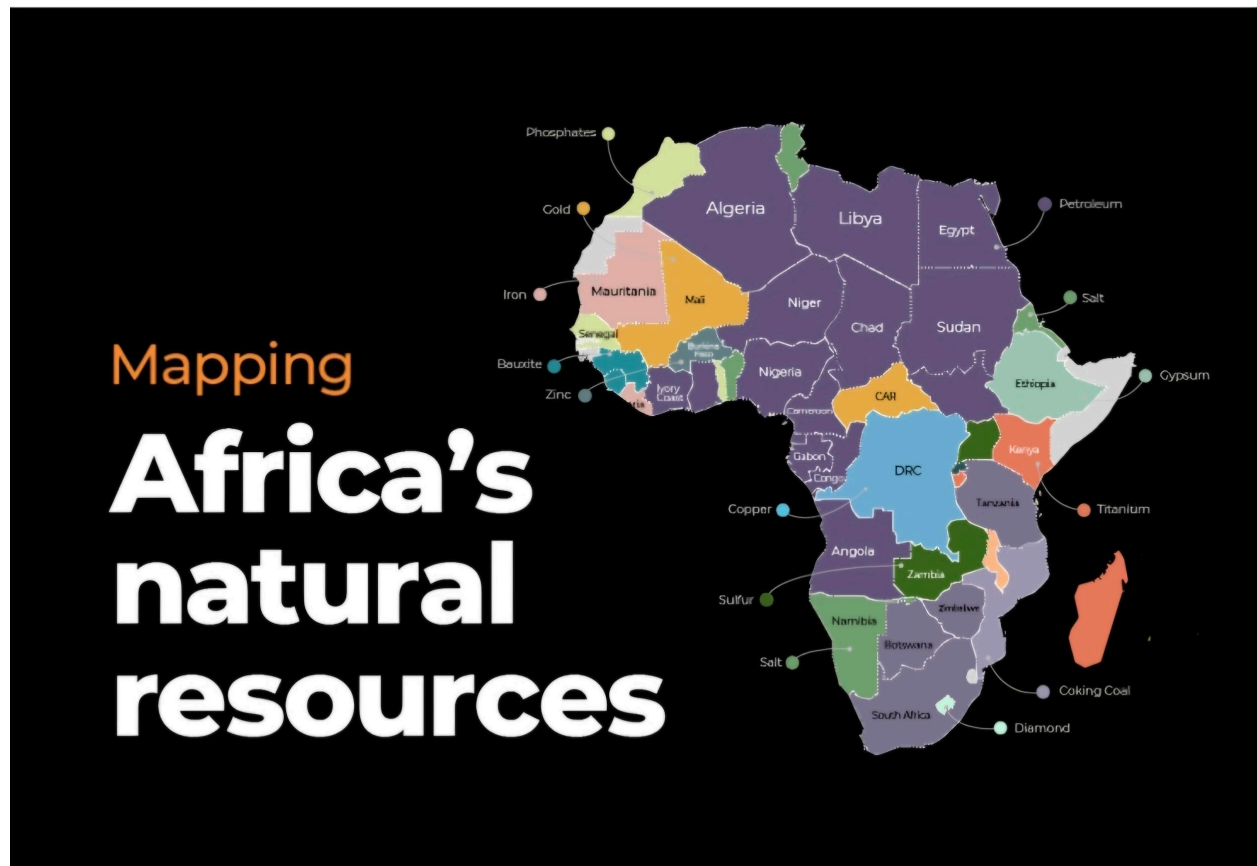 Phosphates
Gold
Iron
Bauxite
Zinc
Mapping
Africa's
natural
resources
Algeria
Libya
Egypt
Petroleum
Mauritania
Mali
Niger
Chad
Sudan
Salt
Senegal
Burkina
Faso
Nigeria
Ivory
Coast
Cameroon
CAR
Ethiopia
Gypsum
Gabon
Congo
DRC
Kenya
Tanzania
Titanium
Copper
Angola
Zambia
Sulfur
Namibia
Zimbabwe
Botswana
Salt
South Africa
Coking Coal
Diamond